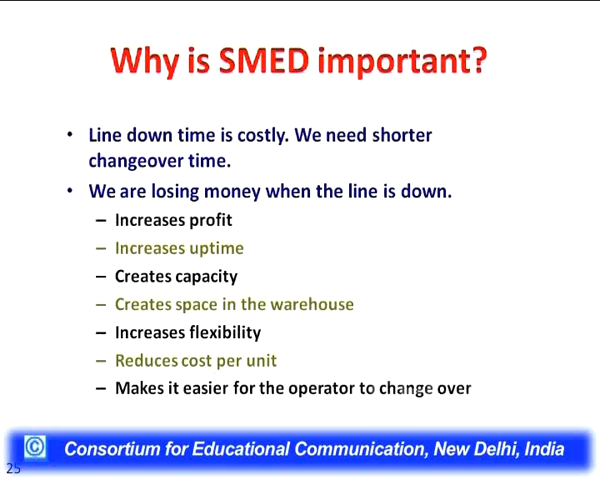 Why is SMED important?
• Line down time is costly. We need shorter
changeover time.
• We are losing money when the line is down.
– Increases profit
– Increases uptime
– Creates capacity
– Creates space in the warehouse
– Increases flexibility
– Reduces cost per unit
– Makes it easier for the operator to change over
© Consortium for Educational Communication, New Delhi, India
25